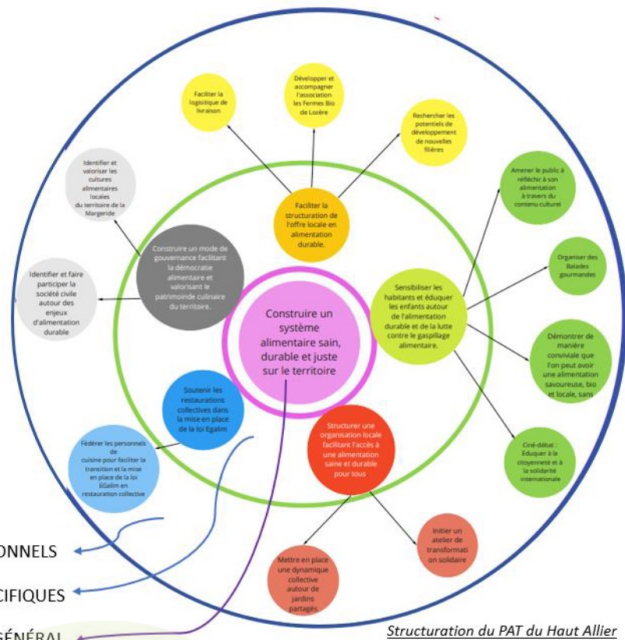 Faciliter la
logisitique de
livraison
Développer et
accompagner
l'association
les Fermes Bio
de Lozère
Rechercher les
potentiels de
développement
de nouvelles
filières
Identifier et
valoriser les
cultures
alimentaires
locales
du territoire de la
Margeride
Identifier et faire
participer la
société civile
autour des
enjeux
d'alimentation
durable
Construire un mode de
gouvernance facilitant
la démocratie
alimentaire et
valorisant le
patrimoinde culinaire
du territoire.
Faciliter la
structuration de
l'offre locale en
alimentation
durable.
Amener le public à
réfléchir à son
alimentation
à travers du
contenu culturel
Organiser des
Balades
gourmandes
Sensibiliser les
habitants et éduquer
les enfants autour
de l'alimentation
durable et de la lutte
contre le gaspillage
alimentaire.
Démontrer de
manière
conviviale que
l'on peut avoir
une alimentation
savoureuse, bio
et locale, sans
Ciné-débat :
Eduquer à la
citoyenneté et à
la solidarité
internationale
Construire un
système
alimentaire sain,
durable et juste
sur le territoire
Soutenir les
restaurations
collectives dans
la mise en place
de la loi Egalim
Fédérer les personnels
de
cuisine pour faciliter la
transition et la mise
en place de la loi
EGalim en
restauration collective
Structurer une
organisation locale
facilitant l'accès à
une alimentation
saine et durable
pour tous
Mettre en place
une dynamique
collective
autour de
jardins
partagés
Initier un
atelier de
transformati
on solidaire
ONNELS
CIFIQUES
GÉNÉRAL
Structuration du PAT du Haut Allier